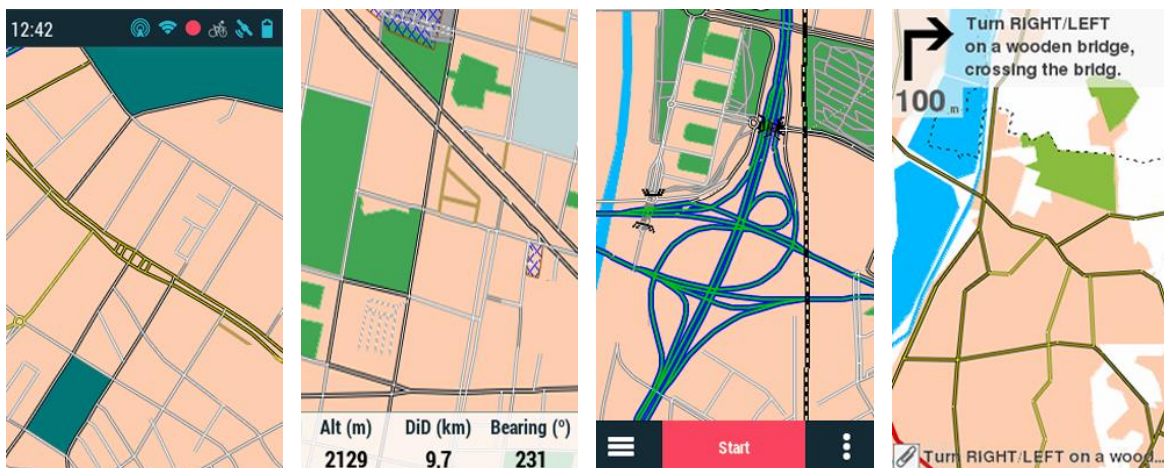 12:42
Alt (m) DiD (km) Bearing (º)
2129 9.7 231
Start
Turn RIGHT/LEFT
on a wooden bridge,
crossing the bridg.
100 m
Turn RIGHT/LEFT on a wood...